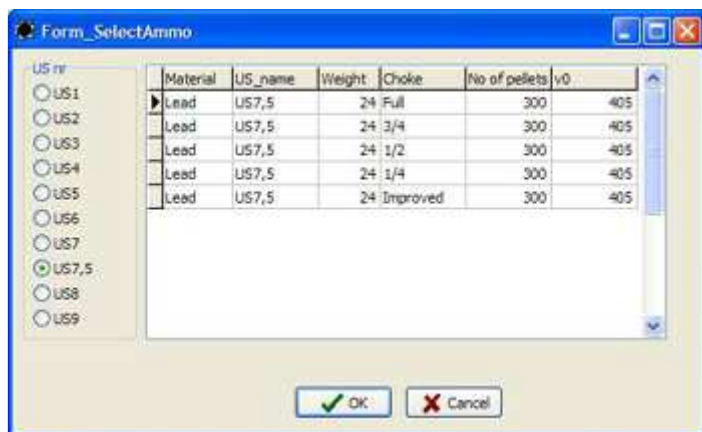 Form_SelectAmmo
US nr
US1
US2
US3
US4
US5
US6
US7
US7,5
US8
US9
Material US_name Weight Choke No of pellets v0
Lead US7,5 24 Full 300 405
Lead US7,5 24 3/4 300 405
Lead US7,5 24 1/2 300 405
Lead US7,5 24 1/4 300 405
Lead US7,5 24 Improved 300 405
OK Cancel